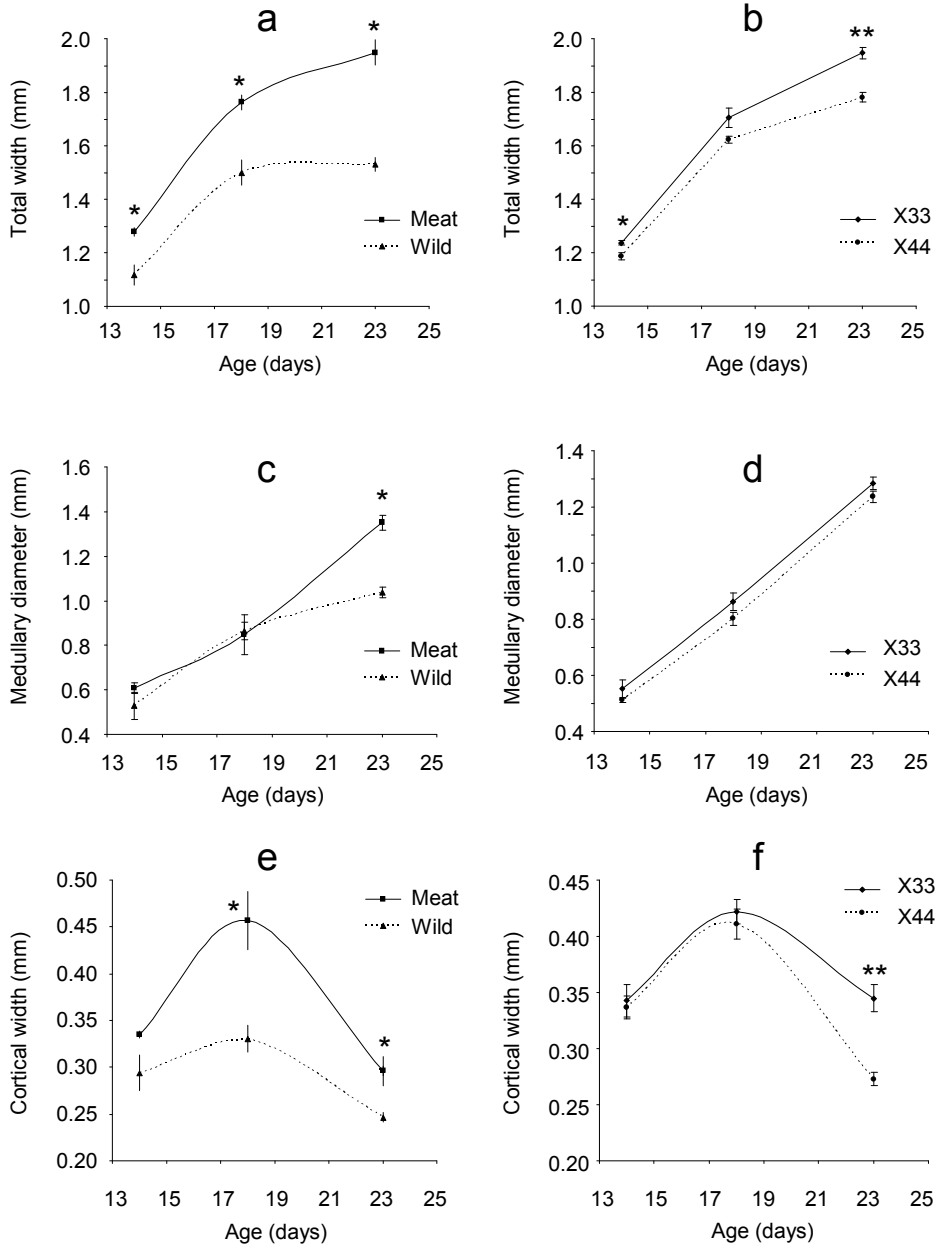 a
Total width (mm)
2.0
1.8
1.6
1.4
1.2
1.0
*
*
*
Meat
Wild
13 15 17 19 21 23 25
Age (days)
b
Total width (mm)
2.0
1.8
1.6
1.4
1.2
1.0
*
**
X33
X44
13 15 17 19 21 23 25
Age (days)
c
Medullary diameter (mm)
1.6
1.4
1.2
1.0
0.8
0.6
0.4
*
Meat
Wild
13 15 17 19 21 23 25
Age (days)
d
Medullary diameter (mm)
1.4
1.2
1.0
0.8
0.6
0.4
X33
X44
13 15 17 19 21 23 25
Age (days)
e
Cortical width (mm)
0.50
0.45
0.40
0.35
0.30
0.25
0.20
*
*
Meat
Wild
13 15 17 19 21 23 25
Age (days)
f
Cortical width (mm)
0.45
0.40
0.35
0.30
0.25
0.20
**
X33
X44
13 15 17 19 21 23 25
Age (days)